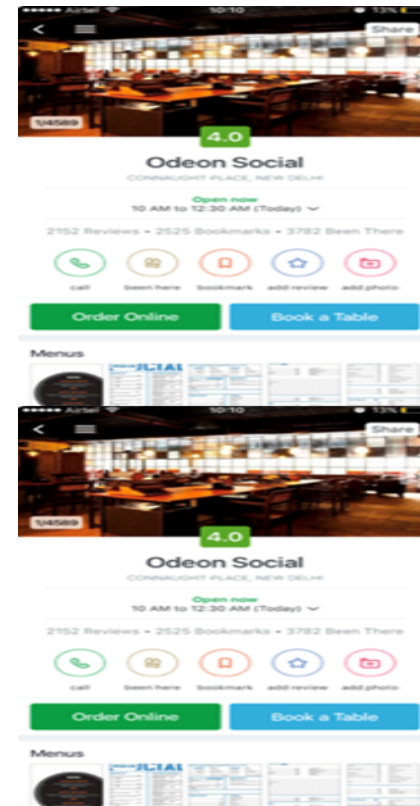 Airtel 10:10 13%
Share
1/4589
4.0
Odeon Social
CONNAUGHT PLACE, NEW DELHI
Open now
10 AM to 12:30 AM (Today)
2152 Reviews • 2525 Bookmarks • 3782 Been There
call been here bookmark add review add photo
Order Online Book a Table
Menus
OCIAL
Airtel 10:10 13%
Share
1/4589
4.0
Odeon Social
CONNAUGHT PLACE, NEW DELHI
Open now
10 AM to 12:30 AM (Today)
2152 Reviews • 2525 Bookmarks • 3782 Been There
call been here bookmark add review add photo
Order Online Book a Table
Menus
OCIAL